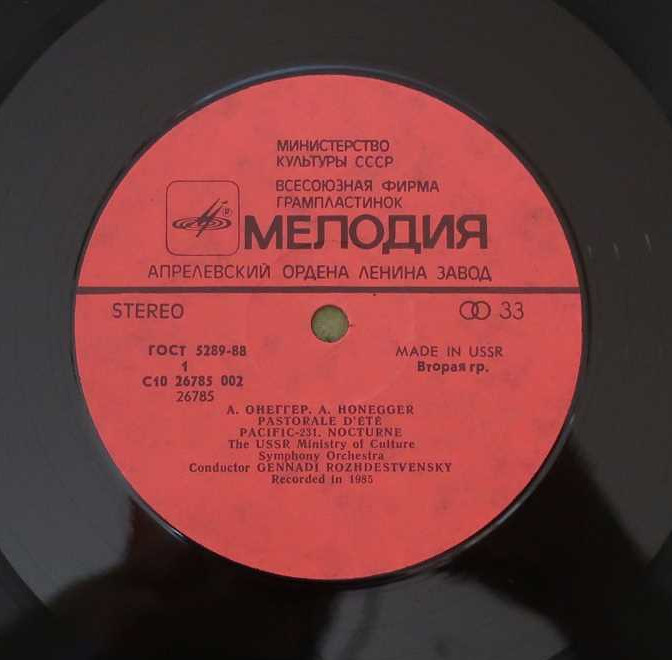 МИНИСТЕРСТВО
КУЛЬТУРЫ СССР
ВСЕСОЮЗНАЯ ФИРМА
ГРАМПЛАСТИНОК
®
МЕЛОДИЯ
АПРЕЛЕВСКИЙ ОРДЕНА ЛЕНИНА ЗАВОД
STEREO
33
ГОСТ 5289-88
1
С10 26785 002
26785
MADE IN USSR
Вторая гр.
А. ОНЕГГЕР. A. HONEGGER
PASTORALE D'ÉTÉ
PACIFIC-231. NOCTURNE
The USSR Ministry of Culture
Symphony Orchestra
Conductor GENNADI ROZHDESTVENSKY
Recorded in 1985